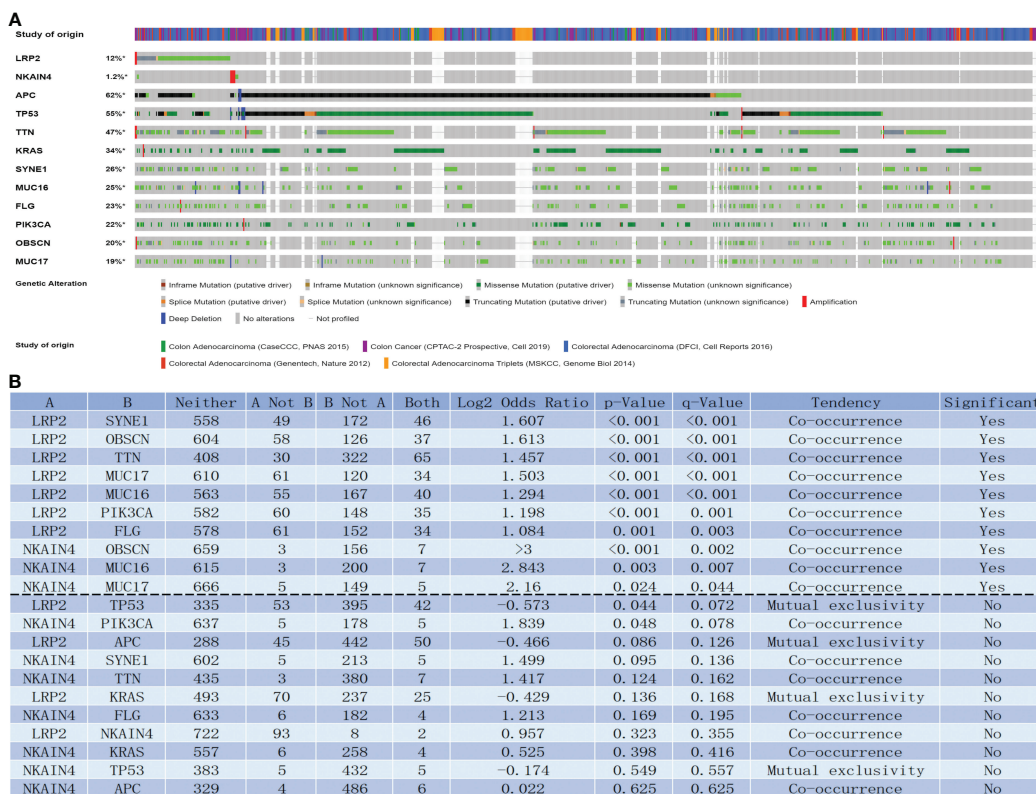 A
Study of origin
LRP2 12%*
NKAIN4 1.2%*
APC 62%*
TP53 55%*
TTN 47%*
KRAS 34%*
SYNE1 26%*
MUC16 25%*
FLG 23%*
PIK3CA 22%*
OBSCN 20%*
MUC17 19%*
Genetic Alteration Inframe Mutation (putative driver) Inframe Mutation (unknown significance) Missense Mutation (putative driver) Missense Mutation (unknown significance)
Splice Mutation (putative driver) Splice Mutation (unknown significance) Truncating Mutation (putative driver) Truncating Mutation (unknown significance) Amplification
Deep Deletion No alterations Not profiled
Study of origin Colon Adenocarcinoma (CaseCCC, PNAS 2015) Colon Cancer (CPTAC-2 Prospective, Cell 2019) Colorectal Adenocarcinoma (DFCI, Cell Reports 2016)
Colorectal Adenocarcinoma (Genentech, Nature 2012) Colorectal Adenocarcinoma Triplets (MSKCC, Genome Biol 2014)
B
A B Neither A Not B B Not A Both Log2 Odds Ratio p-Value q-Value Tendency Significant
LRP2 SYNE1 558 49 172 46 1.607 <0.001 <0.001 Co-occurrence Yes
LRP2 OBSCN 604 58 126 37 1.613 <0.001 <0.001 Co-occurrence Yes
LRP2 TTN 408 30 322 65 1.457 <0.001 <0.001 Co-occurrence Yes
LRP2 MUC17 610 61 120 34 1.503 <0.001 <0.001 Co-occurrence Yes
LRP2 MUC16 563 55 167 40 1.294 <0.001 <0.001 Co-occurrence Yes
LRP2 PIK3CA 582 60 148 35 1.198 <0.001 0.001 Co-occurrence Yes
LRP2 FLG 578 61 152 34 1.084 0.001 0.003 Co-occurrence Yes
NKAIN4 OBSCN 659 3 156 7 >3 <0.001 0.002 Co-occurrence Yes
NKAIN4 MUC16 615 3 200 7 2.843 0.003 0.007 Co-occurrence Yes
NKAIN4 MUC17 666 5 149 5 2.16 0.024 0.044 Co-occurrence Yes
LRP2 TP53 335 53 395 42 -0.573 0.044 0.072 Mutual exclusivity No
NKAIN4 PIK3CA 637 5 178 5 1.839 0.048 0.078 Co-occurrence No
LRP2 APC 288 45 442 50 -0.466 0.086 0.126 Mutual exclusivity No
NKAIN4 SYNE1 602 5 213 5 1.499 0.095 0.136 Co-occurrence No
NKAIN4 TTN 435 3 380 7 1.417 0.124 0.162 Co-occurrence No
LRP2 KRAS 493 70 237 25 -0.429 0.136 0.168 Mutual exclusivity No
NKAIN4 FLG 633 6 182 4 1.213 0.169 0.195 Co-occurrence No
LRP2 NKAIN4 722 93 8 2 0.957 0.323 0.355 Co-occurrence No
NKAIN4 KRAS 557 6 258 4 0.525 0.398 0.416 Co-occurrence No
NKAIN4 TP53 383 5 432 5 -0.174 0.549 0.557 Mutual exclusivity No
NKAIN4 APC 329 4 486 6 0.022 0.625 0.625 Co-occurrence No